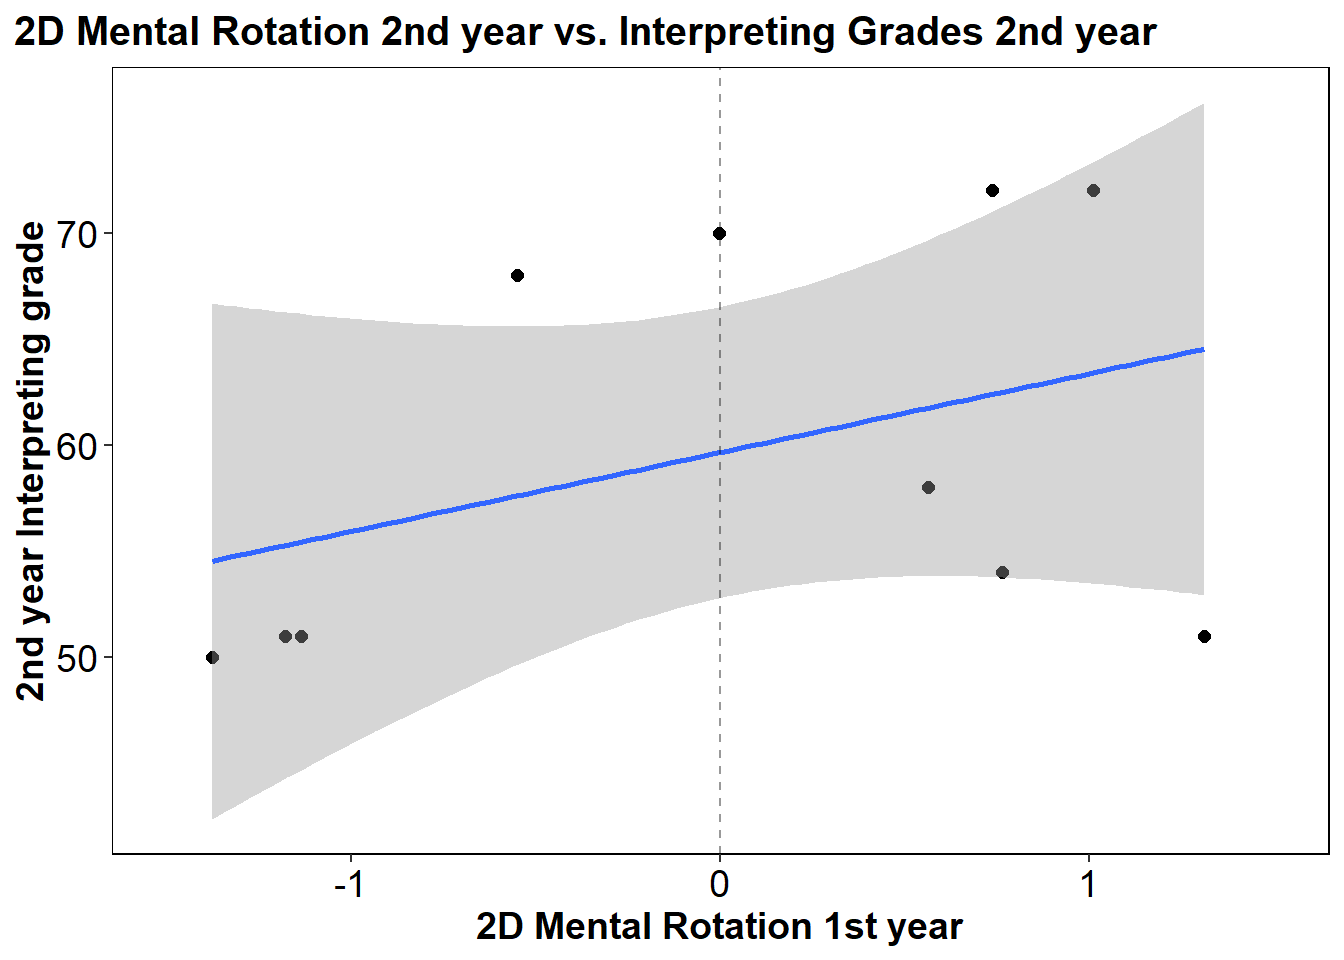 2D Mental Rotation 2nd year vs. Interpreting Grades 2nd year
2nd year Interpreting grade
70
60
50
-1
0
1
2D Mental Rotation 1st year